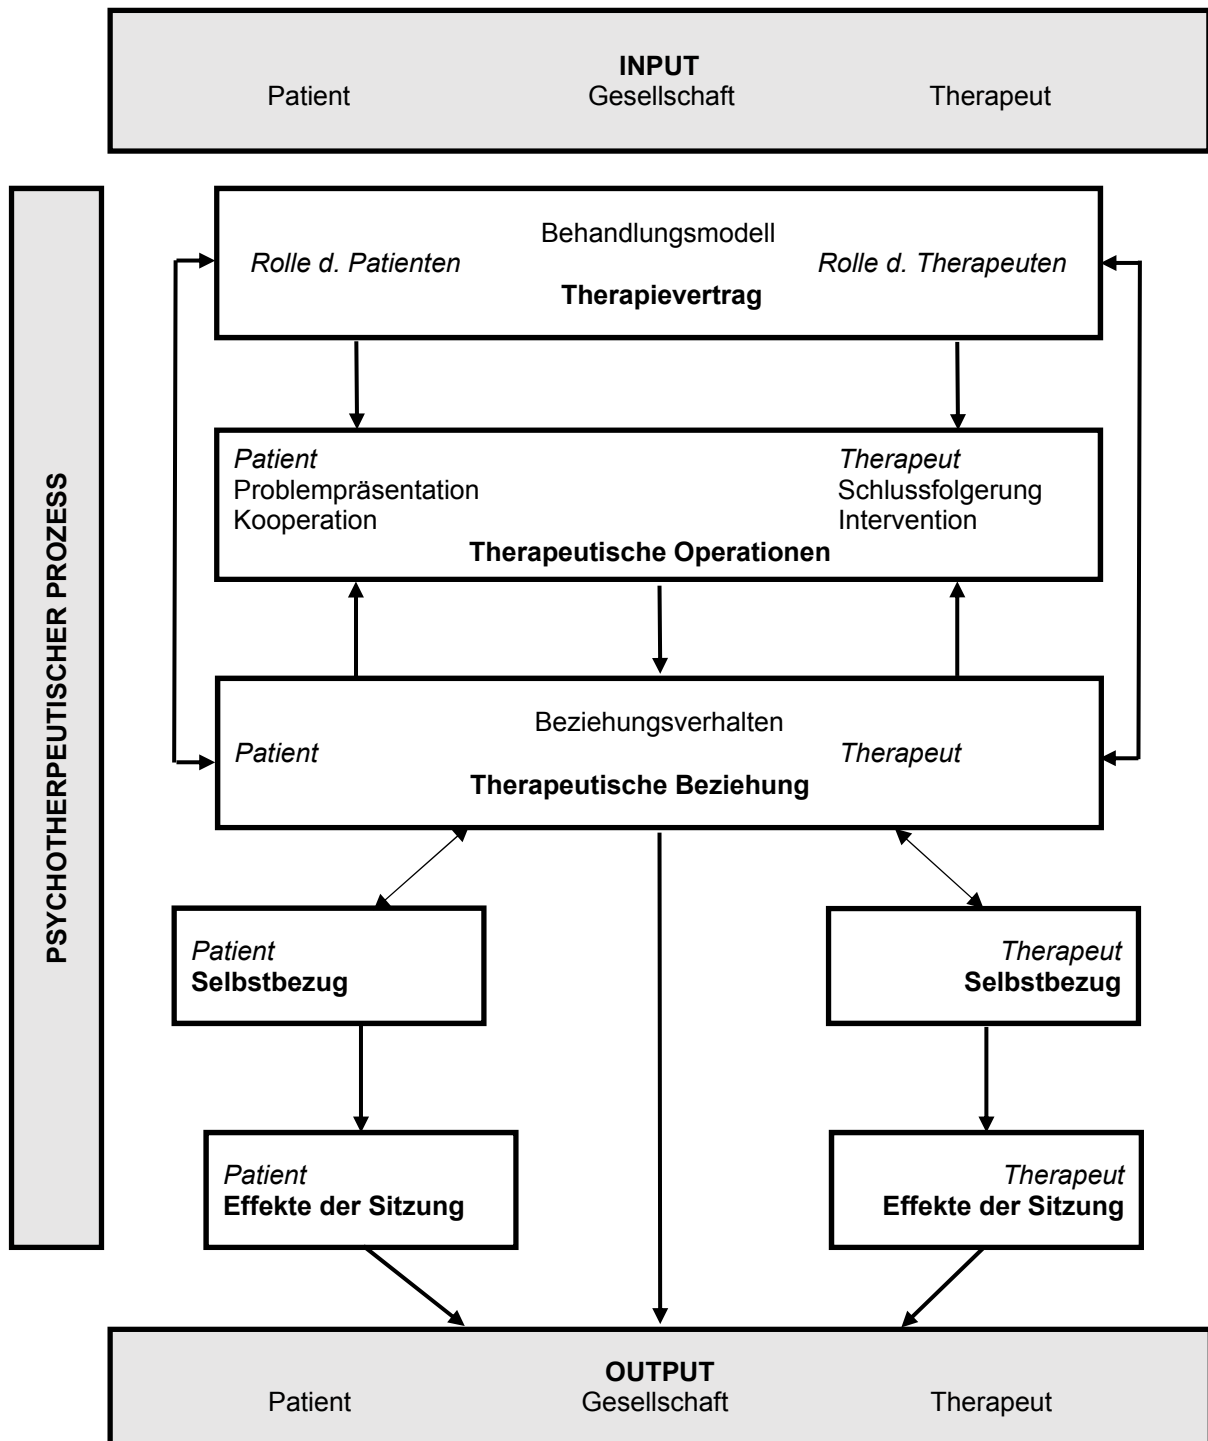 INPUT
Patient Gesellschaft Therapeut
PSYCHOTHERPEUTISCHER PROZESS
Behandlungsmodell
Rolle d. Patienten Rolle d. Therapeuten
Therapievertrag
Patient Therapeut
Problempräsentation Schlussfolgerung
Kooperation Intervention
Therapeutische Operationen
Beziehungsverhalten
Patient Therapeut
Therapeutische Beziehung
Patient Therapeut
Selbstbezug Selbstbezug
Patient Therapeut
Effekte der Sitzung Effekte der Sitzung
OUTPUT
Patient Gesellschaft Therapeut